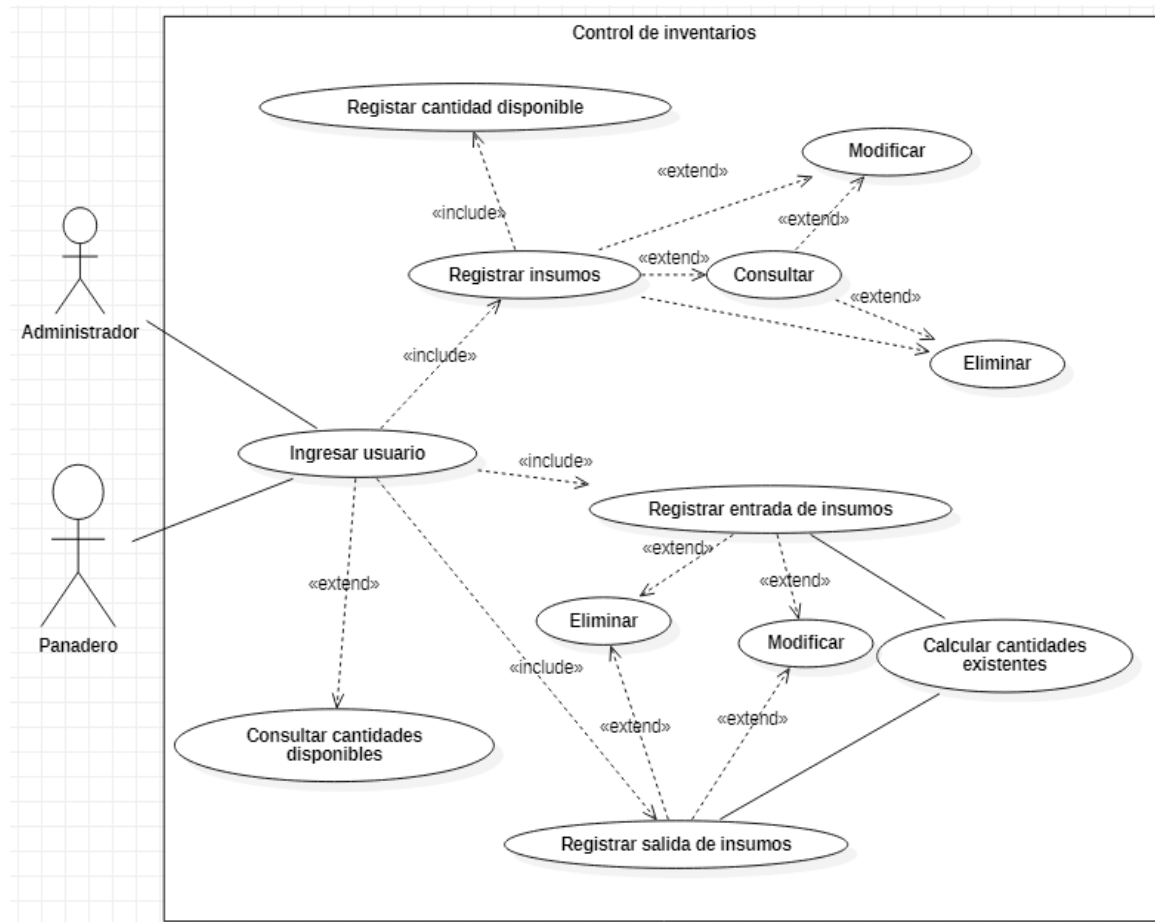 Control de inventarios
Registar cantidad disponible
Modificar
«extend»
«include»
«extend»
«extend»
Registrar insumos
Consultar
«extend»
Administrador
«include»
Eliminar
Ingresar usuario
«include»
Registrar entrada de insumos
«extend»
«extend»
«extend»
Eliminar
Modificar
Calcular cantidades
existentes
Panadero
«include»
«extend»
«extend»
Consultar cantidades
disponibles
Registrar salida de insumos